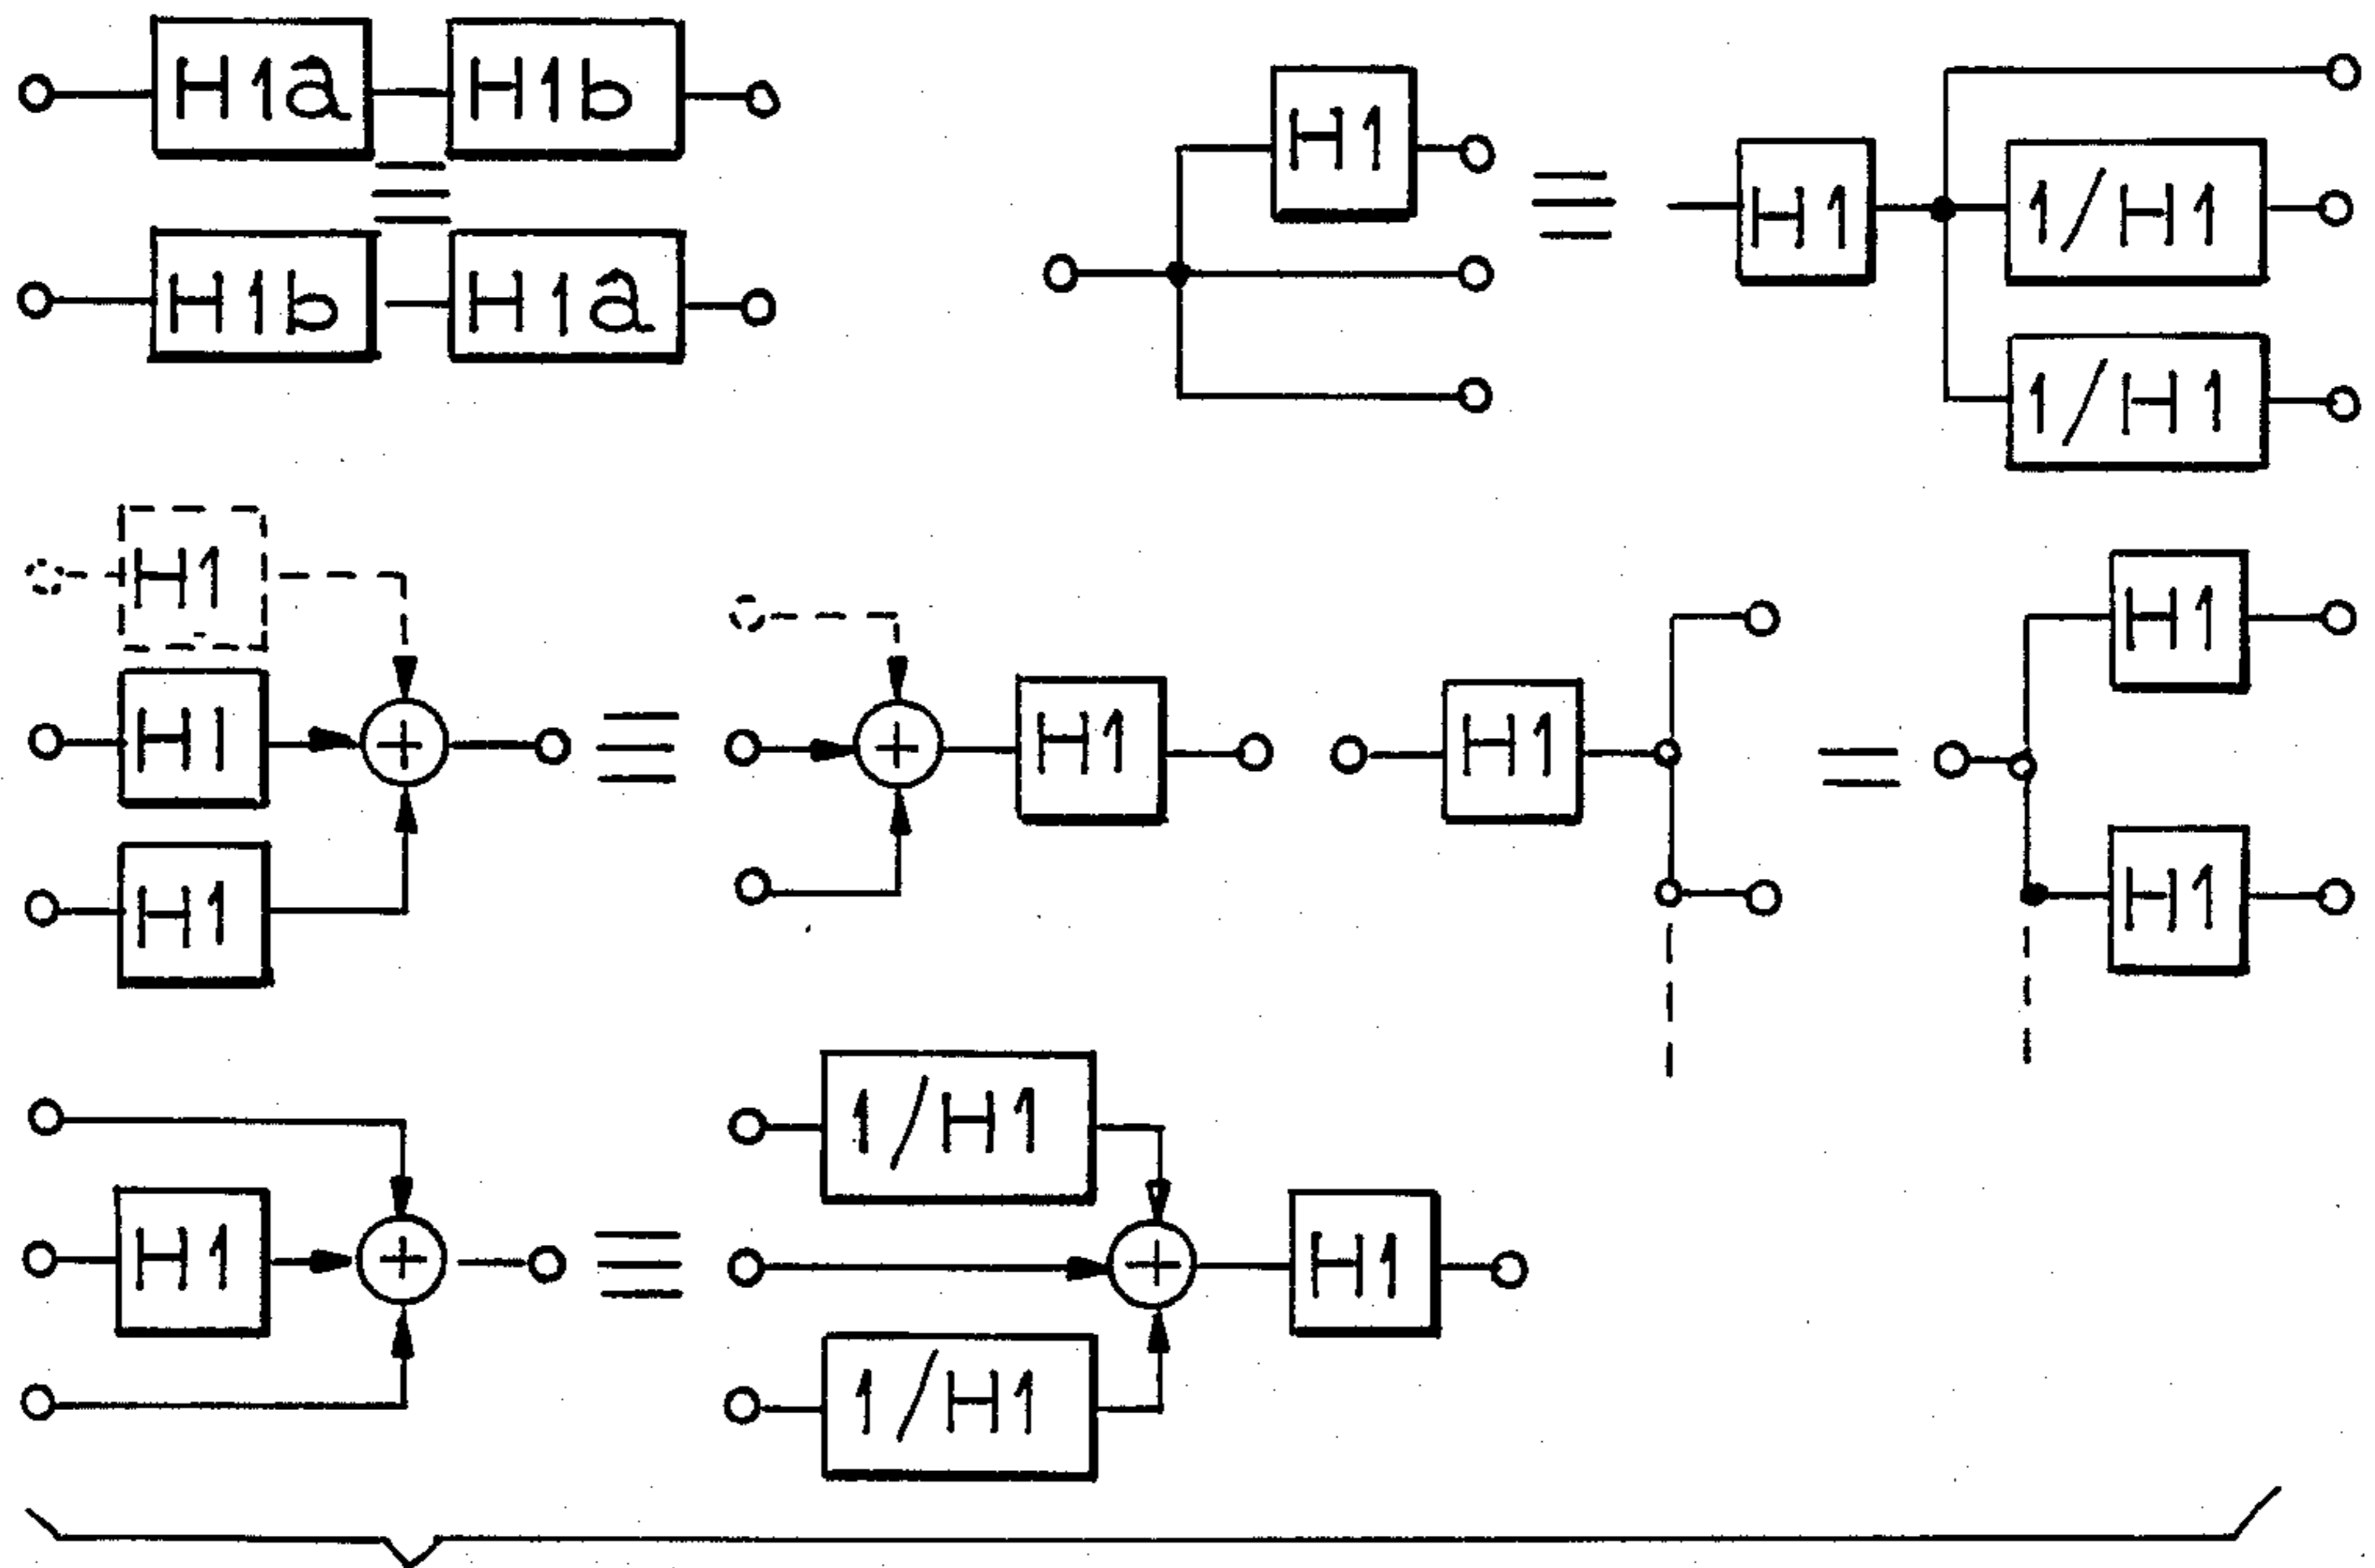 H1a H1b
≡
H1b H1a
H1 ≡ H1 1/H1
1/H1
H1
H1 + ≡ + H1
H1
H1 = H1
H1
H1 + ≡ 1/H1
+ H1
1/H1